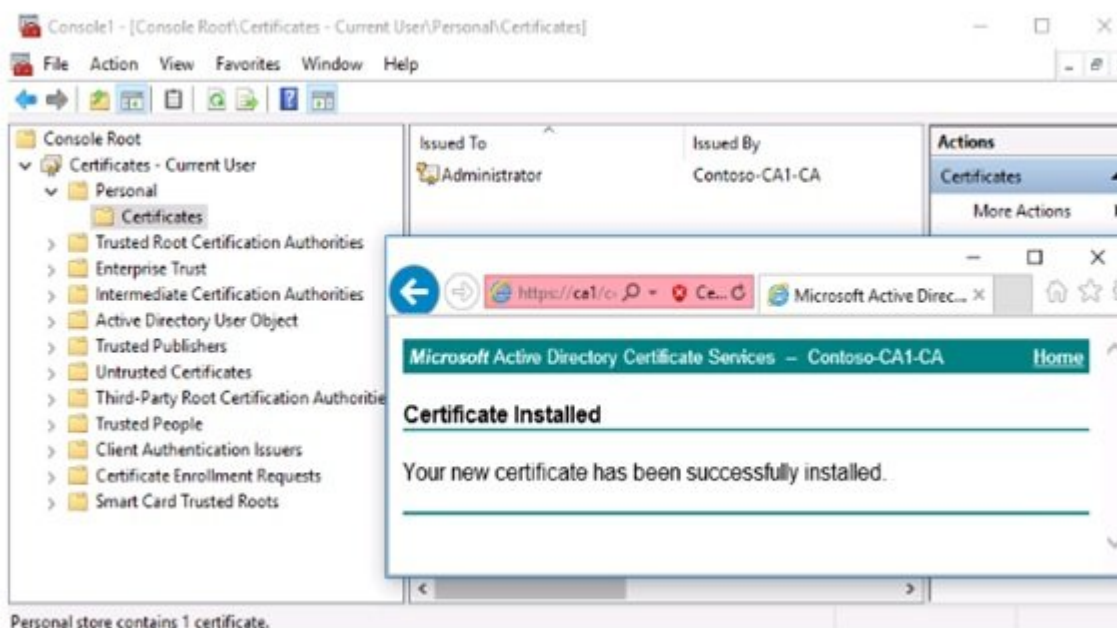 Console1 - [Console Root\Certificates - Current User\Personal\Certificates]
File Action View Favorites Window Help
Console Root
Certificates - Current User
Personal
Certificates
Trusted Root Certification Authorities
Enterprise Trust
Intermediate Certification Authorities
Active Directory User Object
Trusted Publishers
Untrusted Certificates
Third-Party Root Certification Authoritie
Trusted People
Client Authentication Issuers
Certificate Enrollment Requests
Smart Card Trusted Roots
Issued To Issued By
Administrator Contoso-CA1-CA
Actions
Certificates
More Actions
https://ca1/c Ce... Microsoft Active Direc...
Microsoft Active Directory Certificate Services – Contoso-CA1-CA Home
Certificate Installed
Your new certificate has been successfully installed.
Personal store contains 1 certificate.